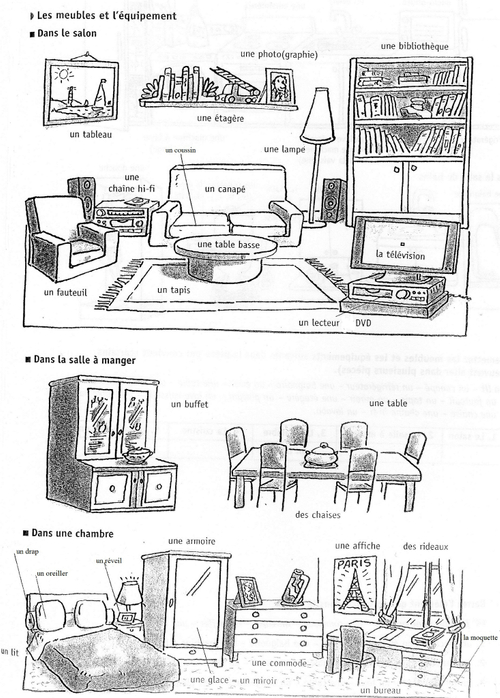 Les meubles et l'équipement
Dans le salon
une photo(graphie)
une bibliothèque
un tableau
une étagère
un coussin
une lampe
une
chaîne hi-fi
un canapé
une table basse
la télévision
un fauteuil
un tapis
un lecteur DVD
Dans la salle à manger
un buffet
une table
des chaises
Dans une chambre
une armoire
une affiche
des rideaux
un drap
un oreiller
un réveil
PARIS
la moquette
un lit
une commode
une glace = un miroir
un bureau